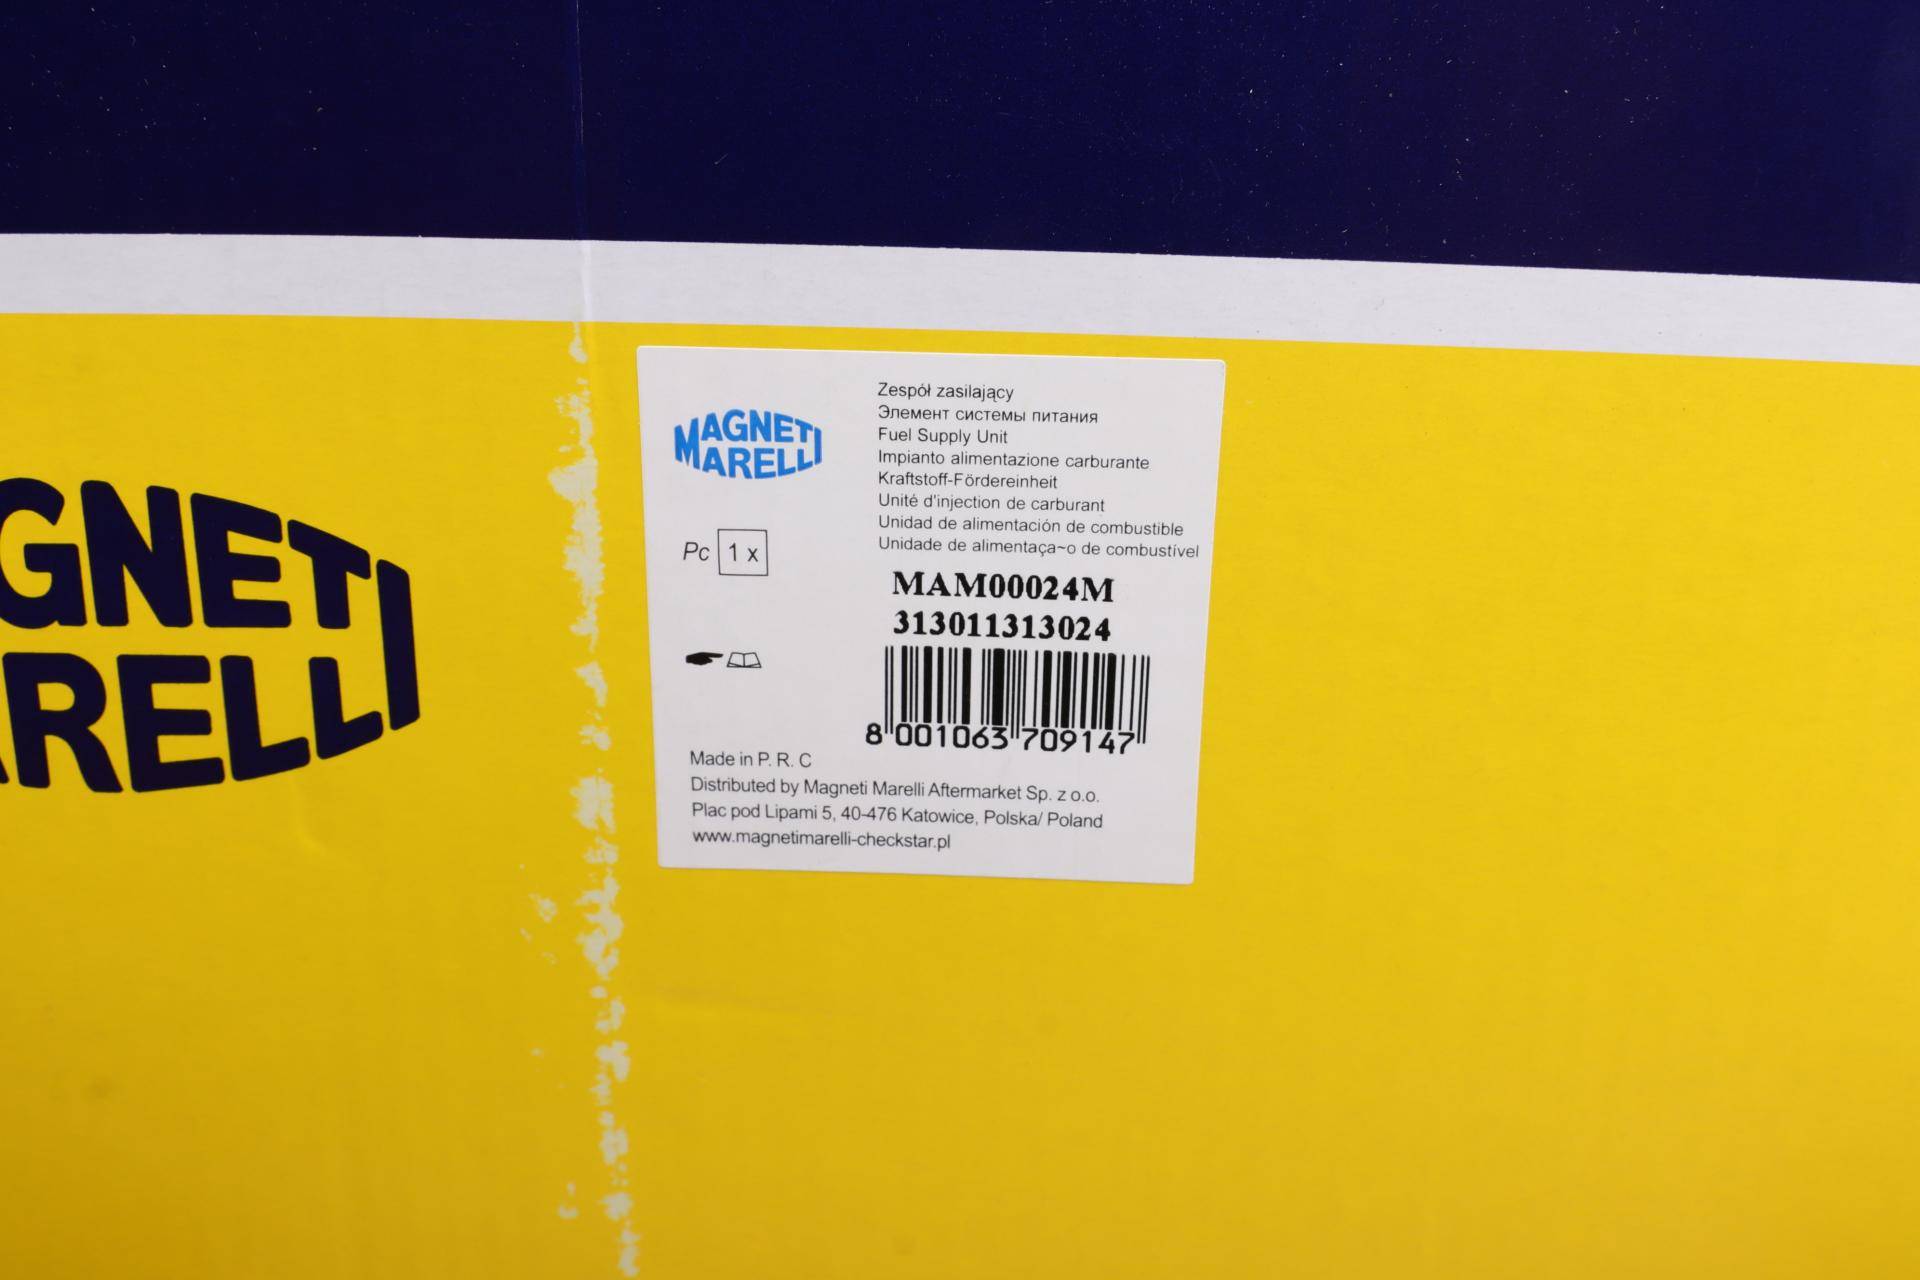 GNETI
RELLI
MAGNETI
MARELLI
Zespół zasilający
Элемент системы питания
Fuel Supply Unit
Impianto alimentazione carburante
Kraftstoff-Fördereinheit
Unité d'injection de carburant
Unidad de alimentación de combustible
Unidade de alimentaça~o de combustível
Pc 1 x
MAM00024M
313011313024
8 001063 709147
Made in P. R. C
Distributed by Magneti Marelli Aftermarket Sp. z o.o.
Plac pod Lipami 5, 40-476 Katowice, Polska/ Poland
www.magnetimarelli-checkstar.pl